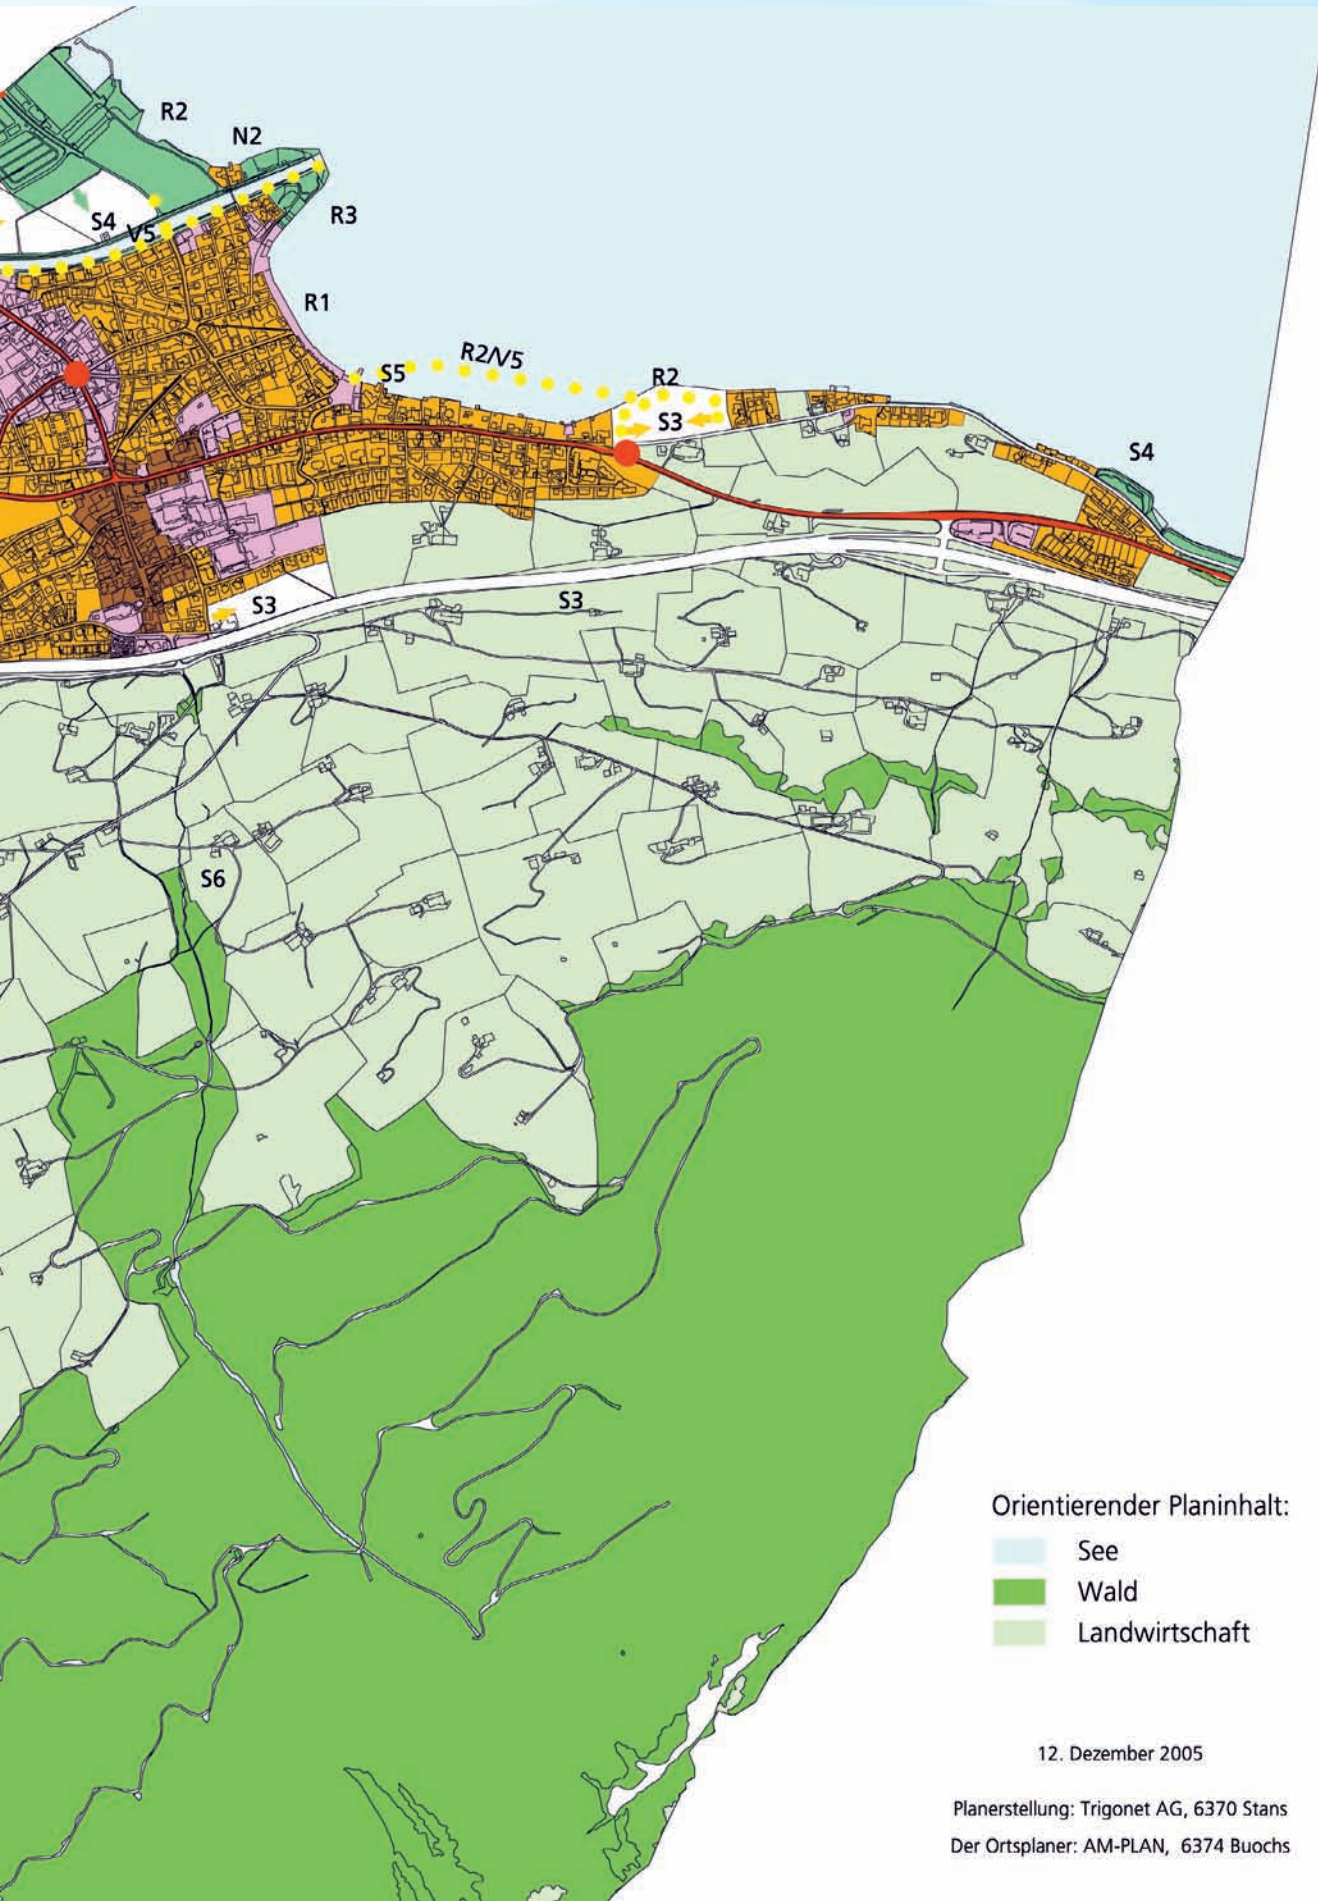 R2
N2
R3
S4
V5
R1
R2/V5
S5
R2
S3
S4
S3
S3
S6
Orientierender Planinhalt:
See
Wald
Landwirtschaft
12. Dezember 2005
Planerstellung: Trigonet AG, 6370 Stans
Der Ortsplaner: AM-PLAN, 6374 Buochs